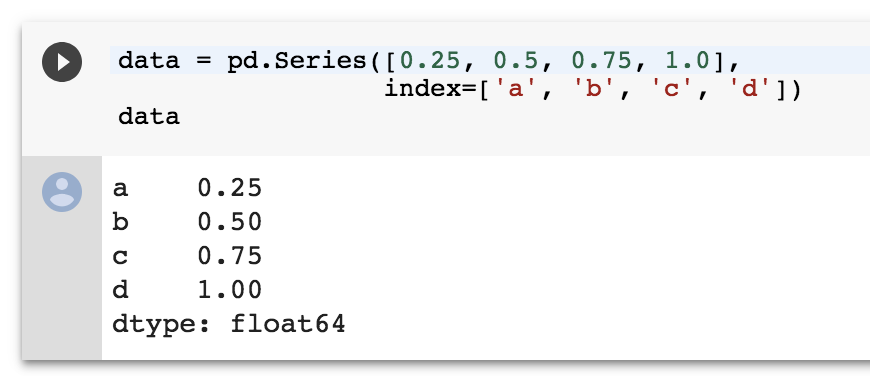 data = pd.Series([0.25, 0.5, 0.75, 1.0],
                 index=['a', 'b', 'c', 'd'])
data
a    0.25
b    0.50
c    0.75
d    1.00
dtype: float64